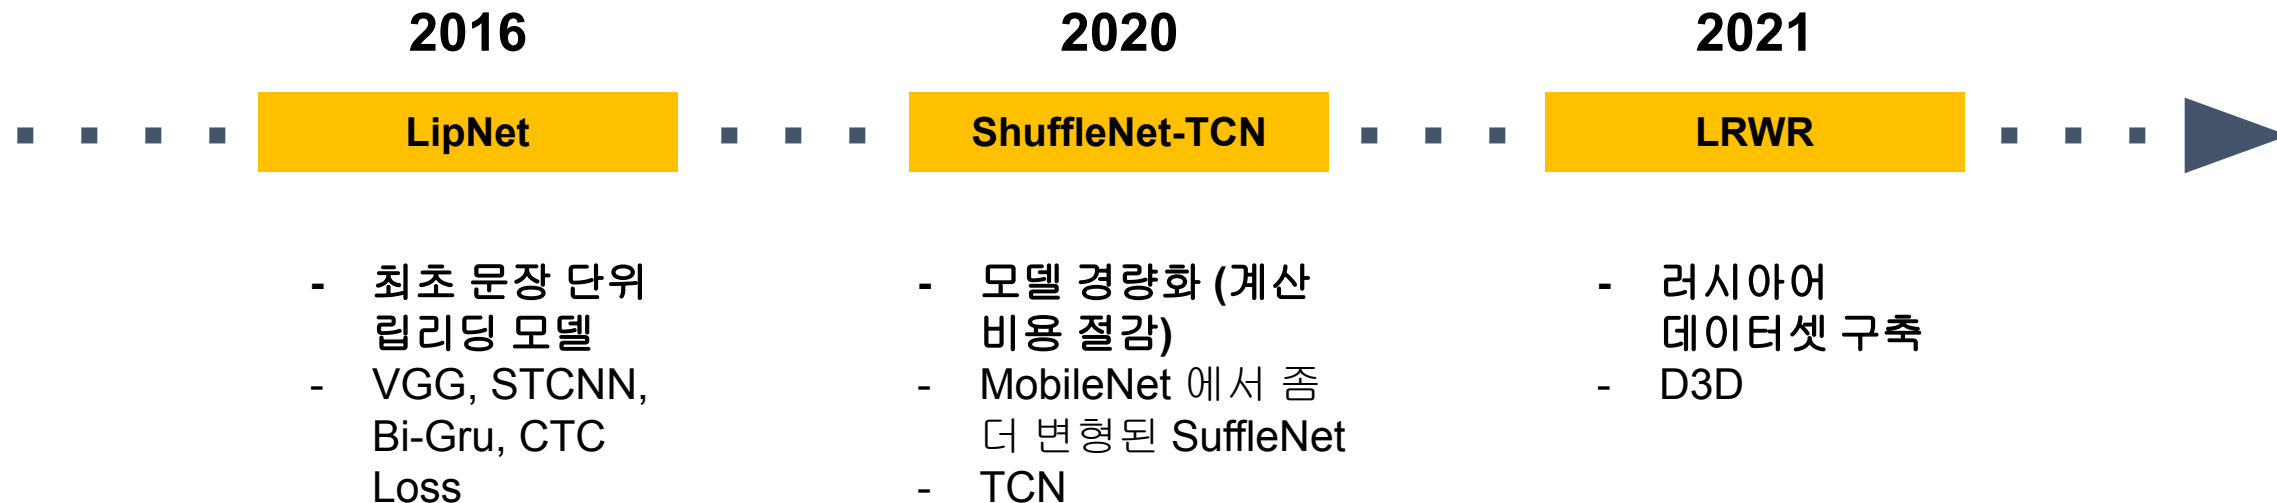 2016
2020
2021
LipNet
ShuffleNet-TCN
LRWR
- 최초 문장 단위
립리딩 모델
- VGG, STCNN,
Bi-Gru, CTC
Loss
- 모델 경량화 (계산
비용 절감)
- MobileNet 에서 좀
더 변형된 SuffleNet
- TCN
- 러시아어
데이터셋 구축
- D3D